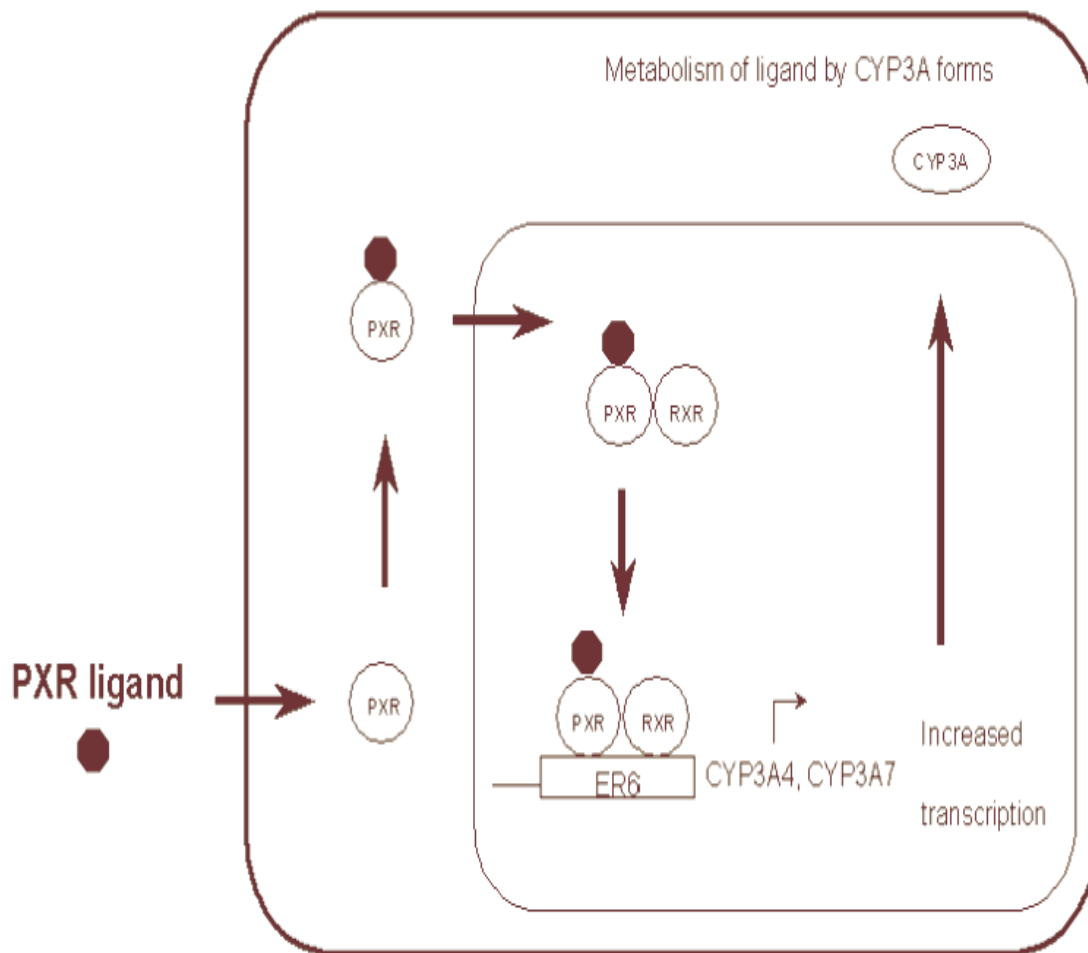 Metabolism of ligand by CYP3A forms
CYP3A
PXR
PXR RXR
PXR ligand
PXR
PXR RXR
ER6
CYP3A4, CYP3A7
Increased
transcription